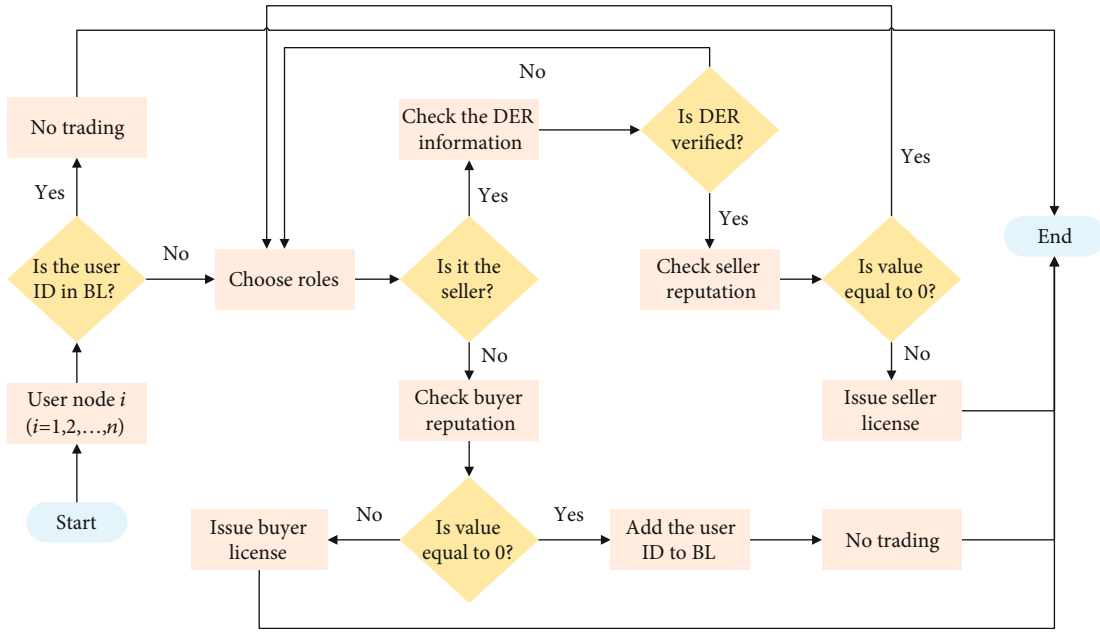 No
No trading
Check the DER
information
Is DER
verified?
Yes
Yes
Yes
Yes
Is the user
ID in BL?
No
Choose roles
Is it the
seller?
Check seller
reputation
Is value
equal to 0?
End
No
No
User node i
(i=1,2,…,n)
Check buyer
reputation
Issue seller
license
Start
Issue buyer
license
No
Is value
equal to 0?
Yes
Add the user
ID to BL
No trading